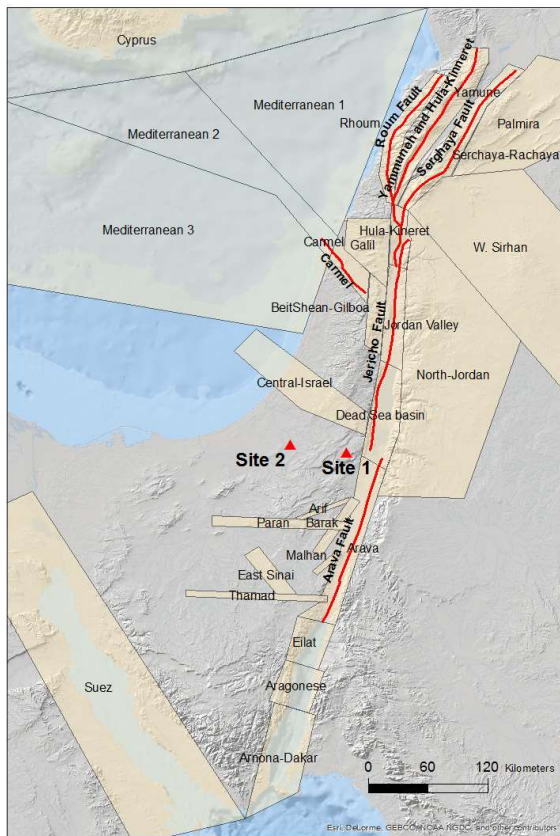 Cyprus
Mediterranean 1
Mediterranean 2
Mediterranean 3
Rhoum
Roum Fault
Yammuneh and Hula-Kinneret
Yamune
Serghaya Fault
Palmira
Serchaya-Rachaya
Hula-Kineret
Carmel
Galil
Carmel
W. Sirhan
BeitShean-Gilboa
Jericho Fault
Jordan Valley
Central-Israel
North-Jordan
Dead Sea basin
Site 2
Site 1
Arif
Paran
Barak
Malhan
Arava Fault
Arava
East Sinai
Thamad
Eilat
Suez
Aragonese
Arnona-Dakar
0 60 120 Kilometers
Esri, DeLorme, GEBCO, NOAA NGDC, and other contributors